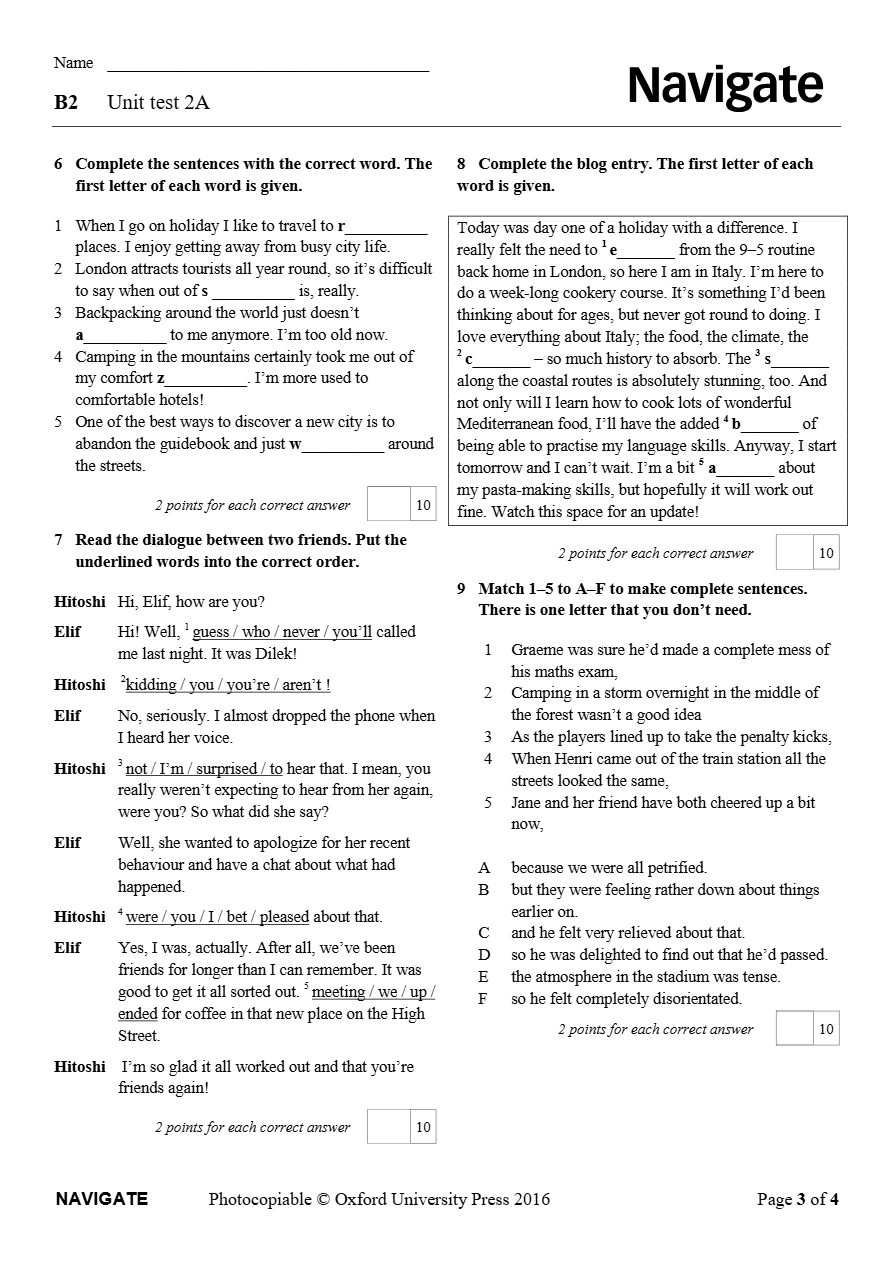 Name ____________________
Navigate
B2 Unit test 2A
6 Complete the sentences with the correct word. The
first letter of each word is given.
1 When I go on holiday I like to travel to r__________
places. I enjoy getting away from busy city life.
2 London attracts tourists all year round, so it’s difficult
to say when out of s __________ is, really.
3 Backpacking around the world just doesn’t
a__________ to me anymore. I’m too old now.
4 Camping in the mountains certainly took me out of
my comfort z__________. I’m more used to
comfortable hotels!
5 One of the best ways to discover a new city is to
abandon the guidebook and just w__________ around
the streets.
2 points for each correct answer 10
7 Read the dialogue between two friends. Put the
underlined words into the correct order.
Hitoshi Hi, Elif, how are you?
Elif Hi! Well, 1 guess / who / never / you’ll called
me last night. It was Dilek!
Hitoshi 2kidding / you / you’re / aren’t !
Elif No, seriously. I almost dropped the phone when
I heard her voice.
Hitoshi 3 not / I’m / surprised / to hear that. I mean, you
really weren’t expecting to hear from her again,
were you? So what did she say?
Elif Well, she wanted to apologize for her recent
behaviour and have a chat about what had
happened.
Hitoshi 4 were / you / I / bet / pleased about that.
Elif Yes, I was, actually. After all, we’ve been
friends for longer than I can remember. It was
good to get it all sorted out. 5 meeting / we / up /
ended for coffee in that new place on the High
Street.
Hitoshi I’m so glad it all worked out and that you’re
friends again!
2 points for each correct answer 10
8 Complete the blog entry. The first letter of each
word is given.
Today was day one of a holiday with a difference. I
really felt the need to 1 e_______ from the 9–5 routine
back home in London, so here I am in Italy. I’m here to
do a week-long cookery course. It’s something I’d been
thinking about for ages, but never got round to doing. I
love everything about Italy; the food, the climate, the
2 c_______ – so much history to absorb. The 3 s_______
along the coastal routes is absolutely stunning, too. And
not only will I learn how to cook lots of wonderful
Mediterranean food, I’ll have the added 4 b_______ of
being able to practise my language skills. Anyway, I start
tomorrow and I can’t wait. I’m a bit 5 a_______ about
my pasta-making skills, but hopefully it will work out
fine. Watch this space for an update!
2 points for each correct answer 10
9 Match 1–5 to A–F to make complete sentences.
There is one letter that you don’t need.
1 Graeme was sure he’d made a complete mess of
his maths exam,
2 Camping in a storm overnight in the middle of
the forest wasn’t a good idea
3 As the players lined up to take the penalty kicks,
4 When Henri came out of the train station all the
streets looked the same,
5 Jane and her friend have both cheered up a bit
now,
A because we were all petrified.
B but they were feeling rather down about things
earlier on.
C and he felt very relieved about that.
D so he was delighted to find out that he’d passed.
E the atmosphere in the stadium was tense.
F so he felt completely disorientated.
2 points for each correct answer 10
NAVIGATE Photocopiable © Oxford University Press 2016 Page 3 of 4